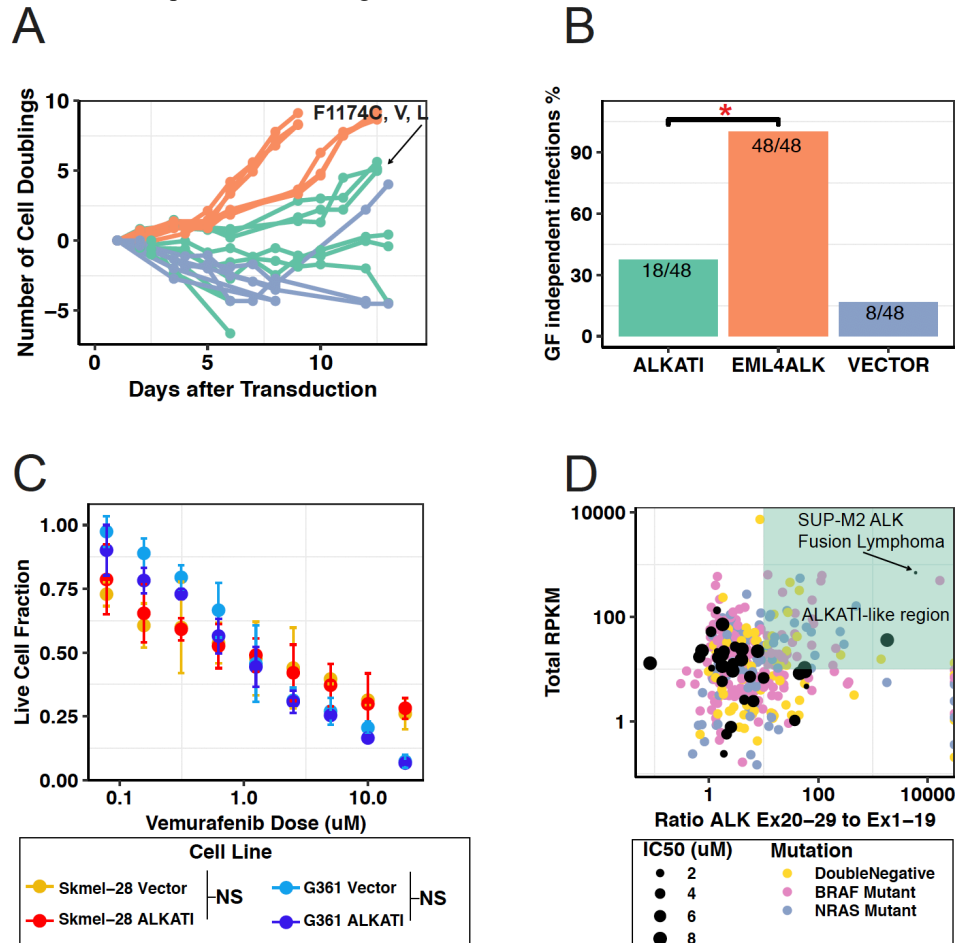 A
10
5
0
−5
0
5
10
Number of Cell Doublings
Days after Transduction
F1174C, V, L
B
90
60
30
0
GF independent infections %
*
18/48
48/48
8/48
ALKATI
EML4ALK
VECTOR
C
1.00
0.75
0.50
0.25
0.00
Live Cell Fraction
0.1
1.0
10.0
Vemurafenib Dose (uM)
Cell Line
Skmel−28 Vector
Skmel−28 ALKATI
NS
G361 Vector
G361 ALKATI
NS
D
10000
100
1
Total RPKM
SUP-M2 ALK
Fusion Lymphoma
ALKATI-like region
1
100
10000
Ratio ALK Ex20−29 to Ex1−19
IC50 (uM)
2
4
6
8
Mutation
DoubleNegative
BRAF Mutant
NRAS Mutant